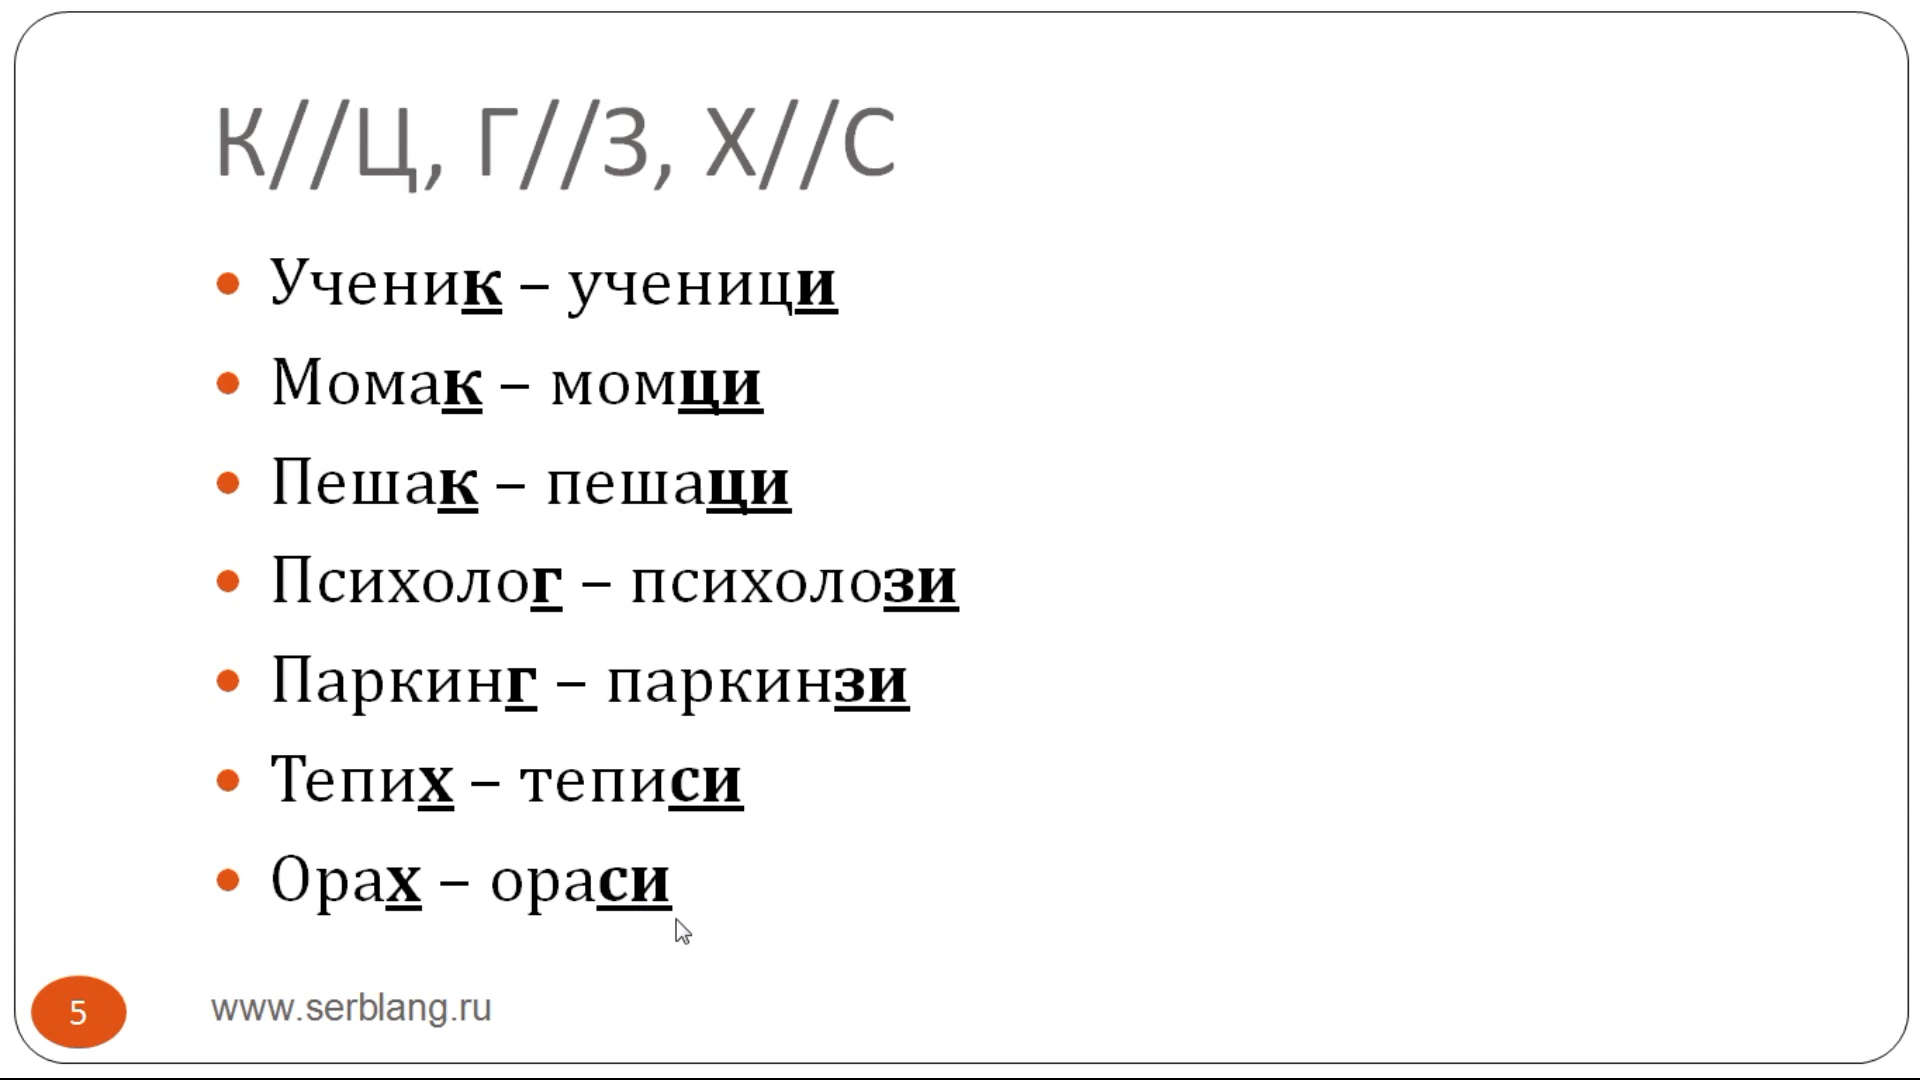 К//Ц, Г//З, Х//С
Ученик – ученици
Момак – момци
Пешак – пешаци
Психолог – психолози
Паркинг – паркинзи
Тепих – теписи
Орах – ораси
5
www.serblang.ru